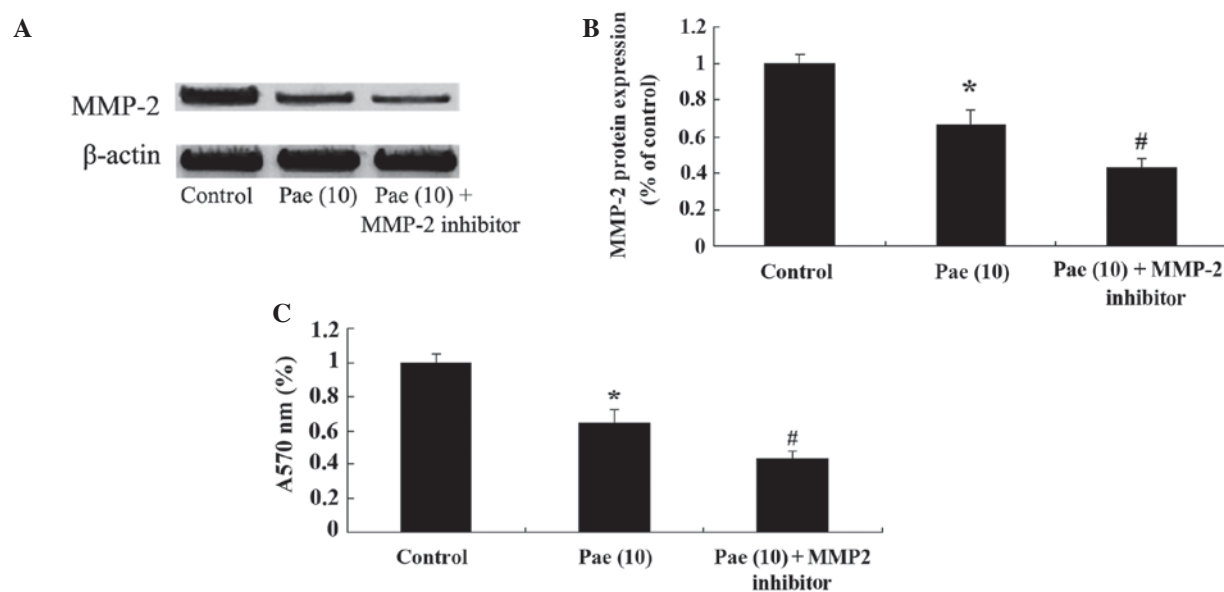 A
MMP-2
β-actin
Control Pae (10) Pae (10) +
MMP-2 inhibitor
B
MMP-2 protein expression
(% of control)
1.2
1
0.8
0.6
0.4
0.2
0
*
#
Control Pae (10) Pae (10) + MMP-2
inhibitor
C
A570 nm (%)
1.2
1
0.8
0.6
0.4
0.2
0
*
#
Control Pae (10) Pae (10) + MMP2
inhibitor